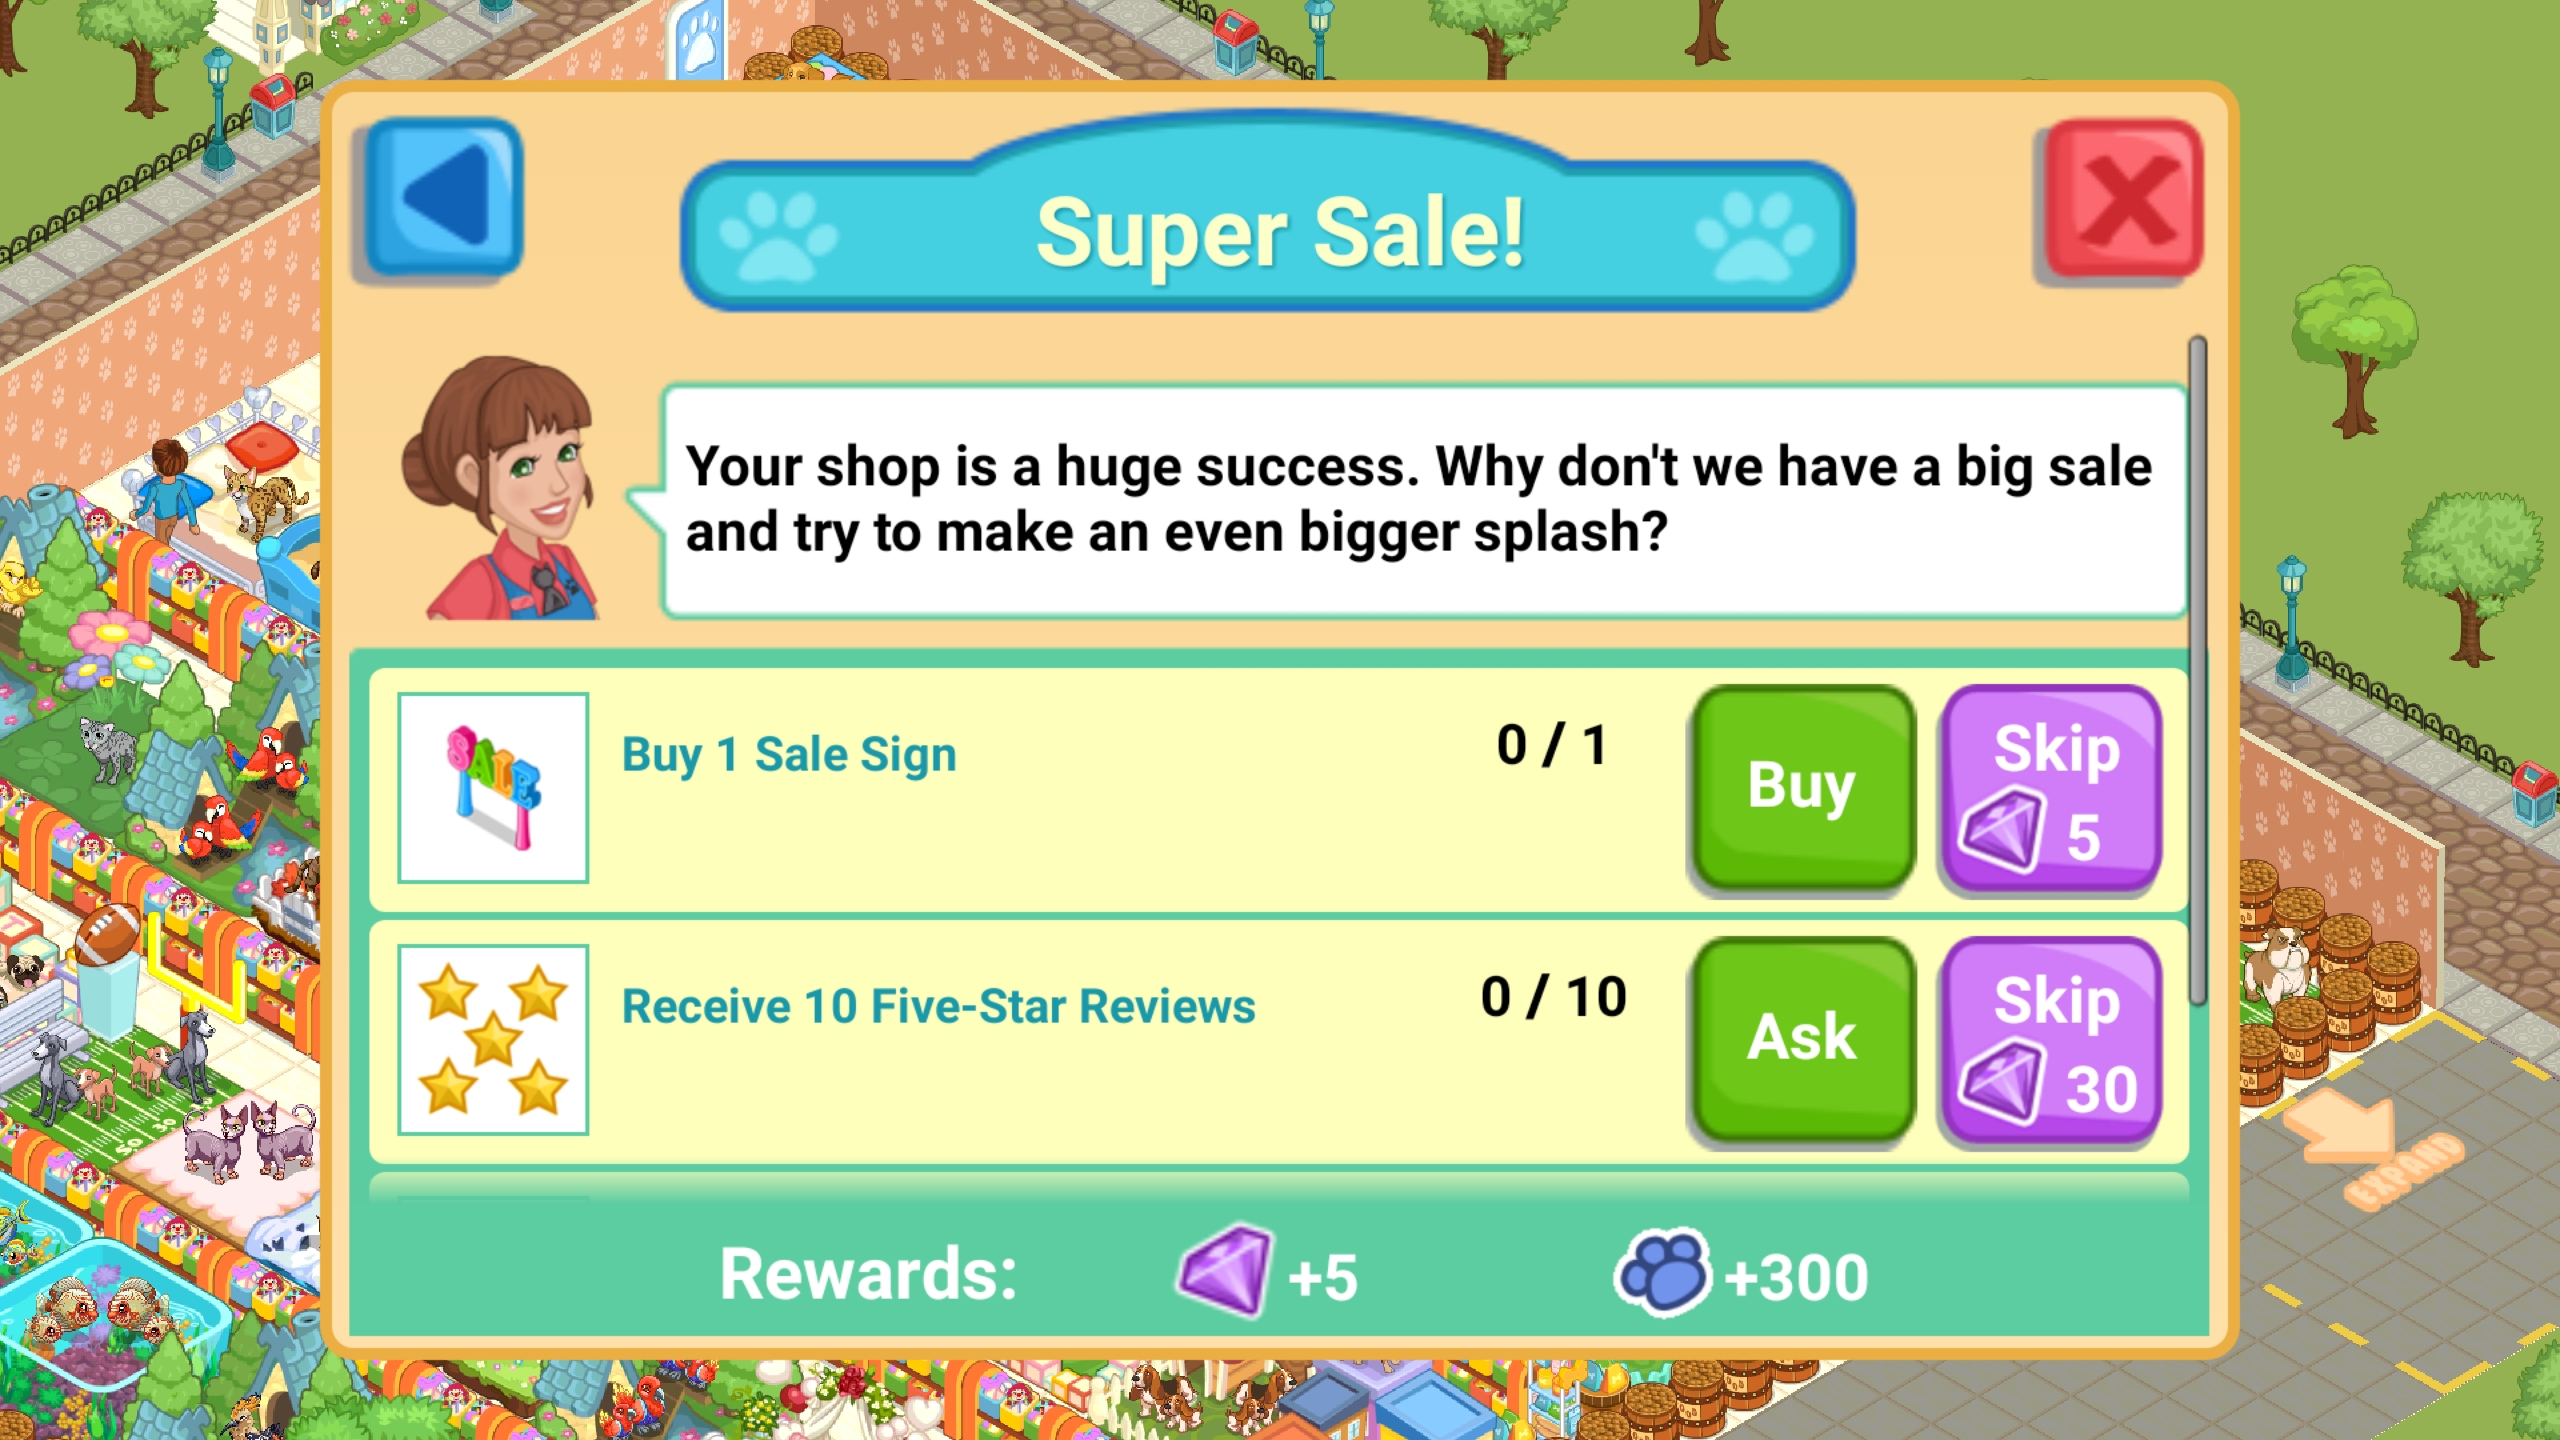 Super Sale!
Your shop is a huge success. Why don't we have a big sale
and try to make an even bigger splash?
SALE
Buy 1 Sale Sign
0 / 1
Buy
Skip
5
Receive 10 Five-Star Reviews
0 / 10
Ask
Skip
30
Rewards:
+5
+300
EXPAND